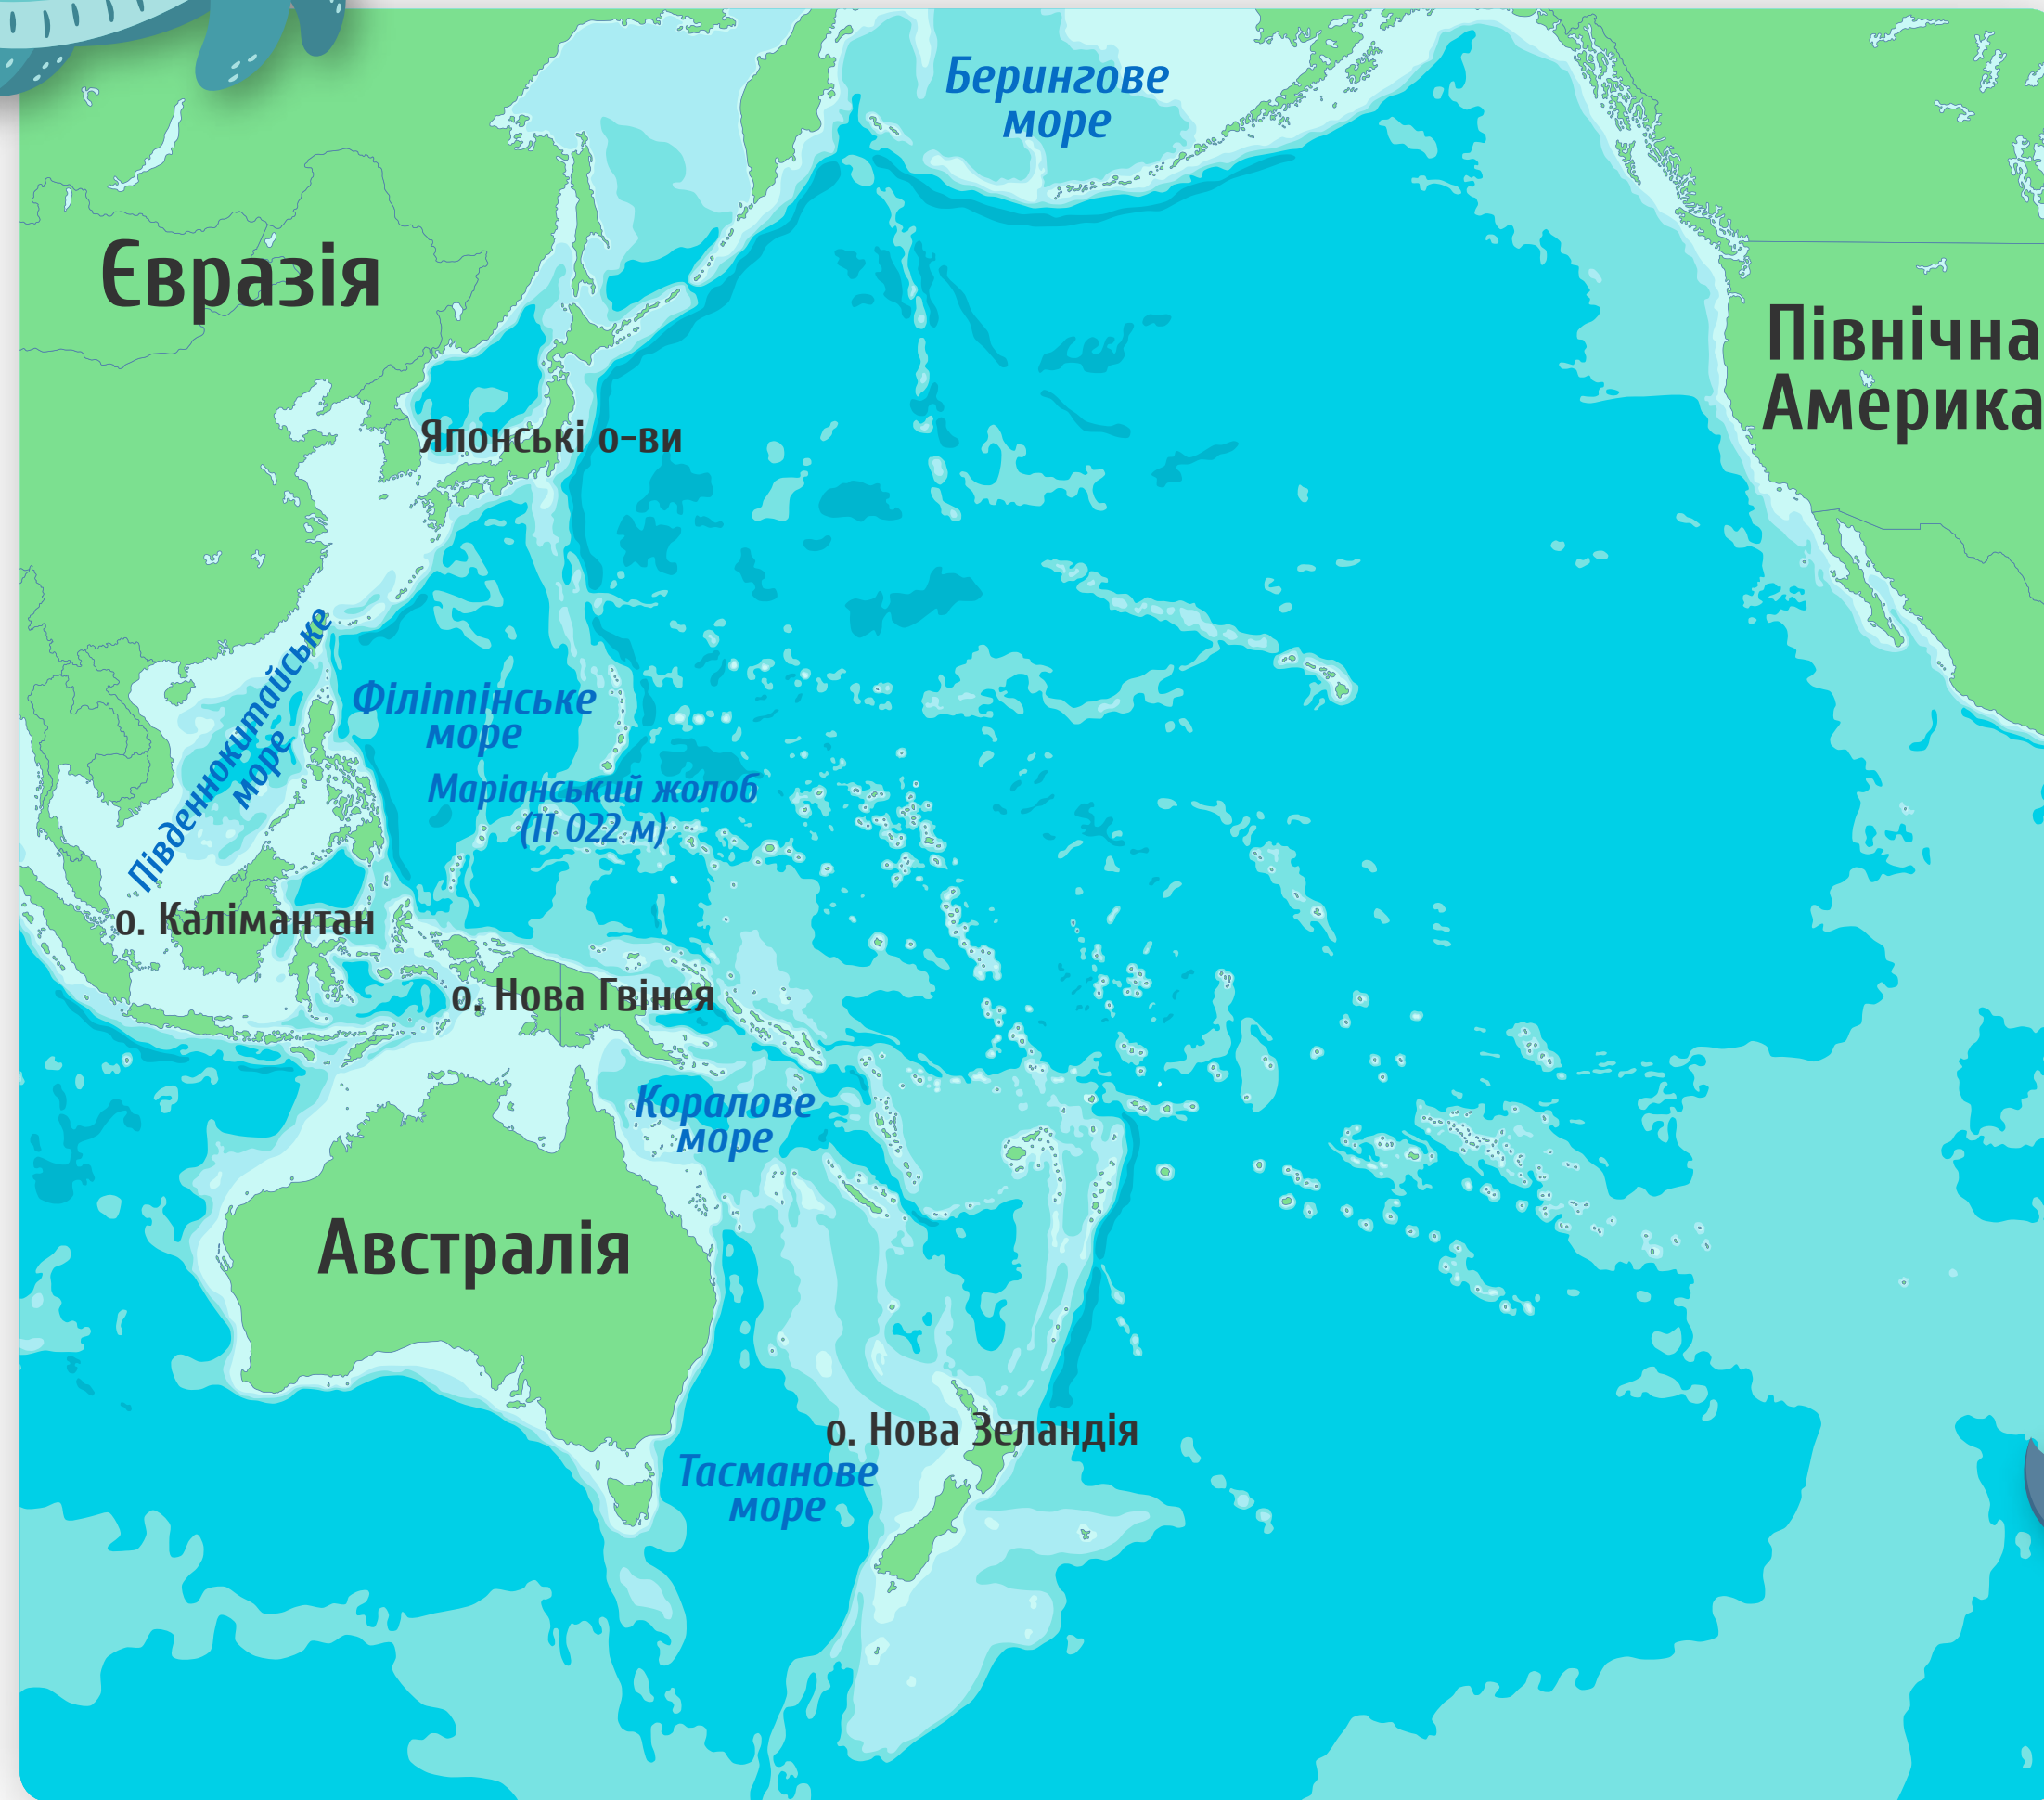 Берингове
море
Євразія
Північна
Америка
Японські о-ви
Південнокитайське
море
Філіппінське
море
Маріанський жолоб
(11 022 м)
о. Калімантан
о. Нова Гвінея
Коралове
море
Австралія
о. Нова Зеландія
Тасманове
море